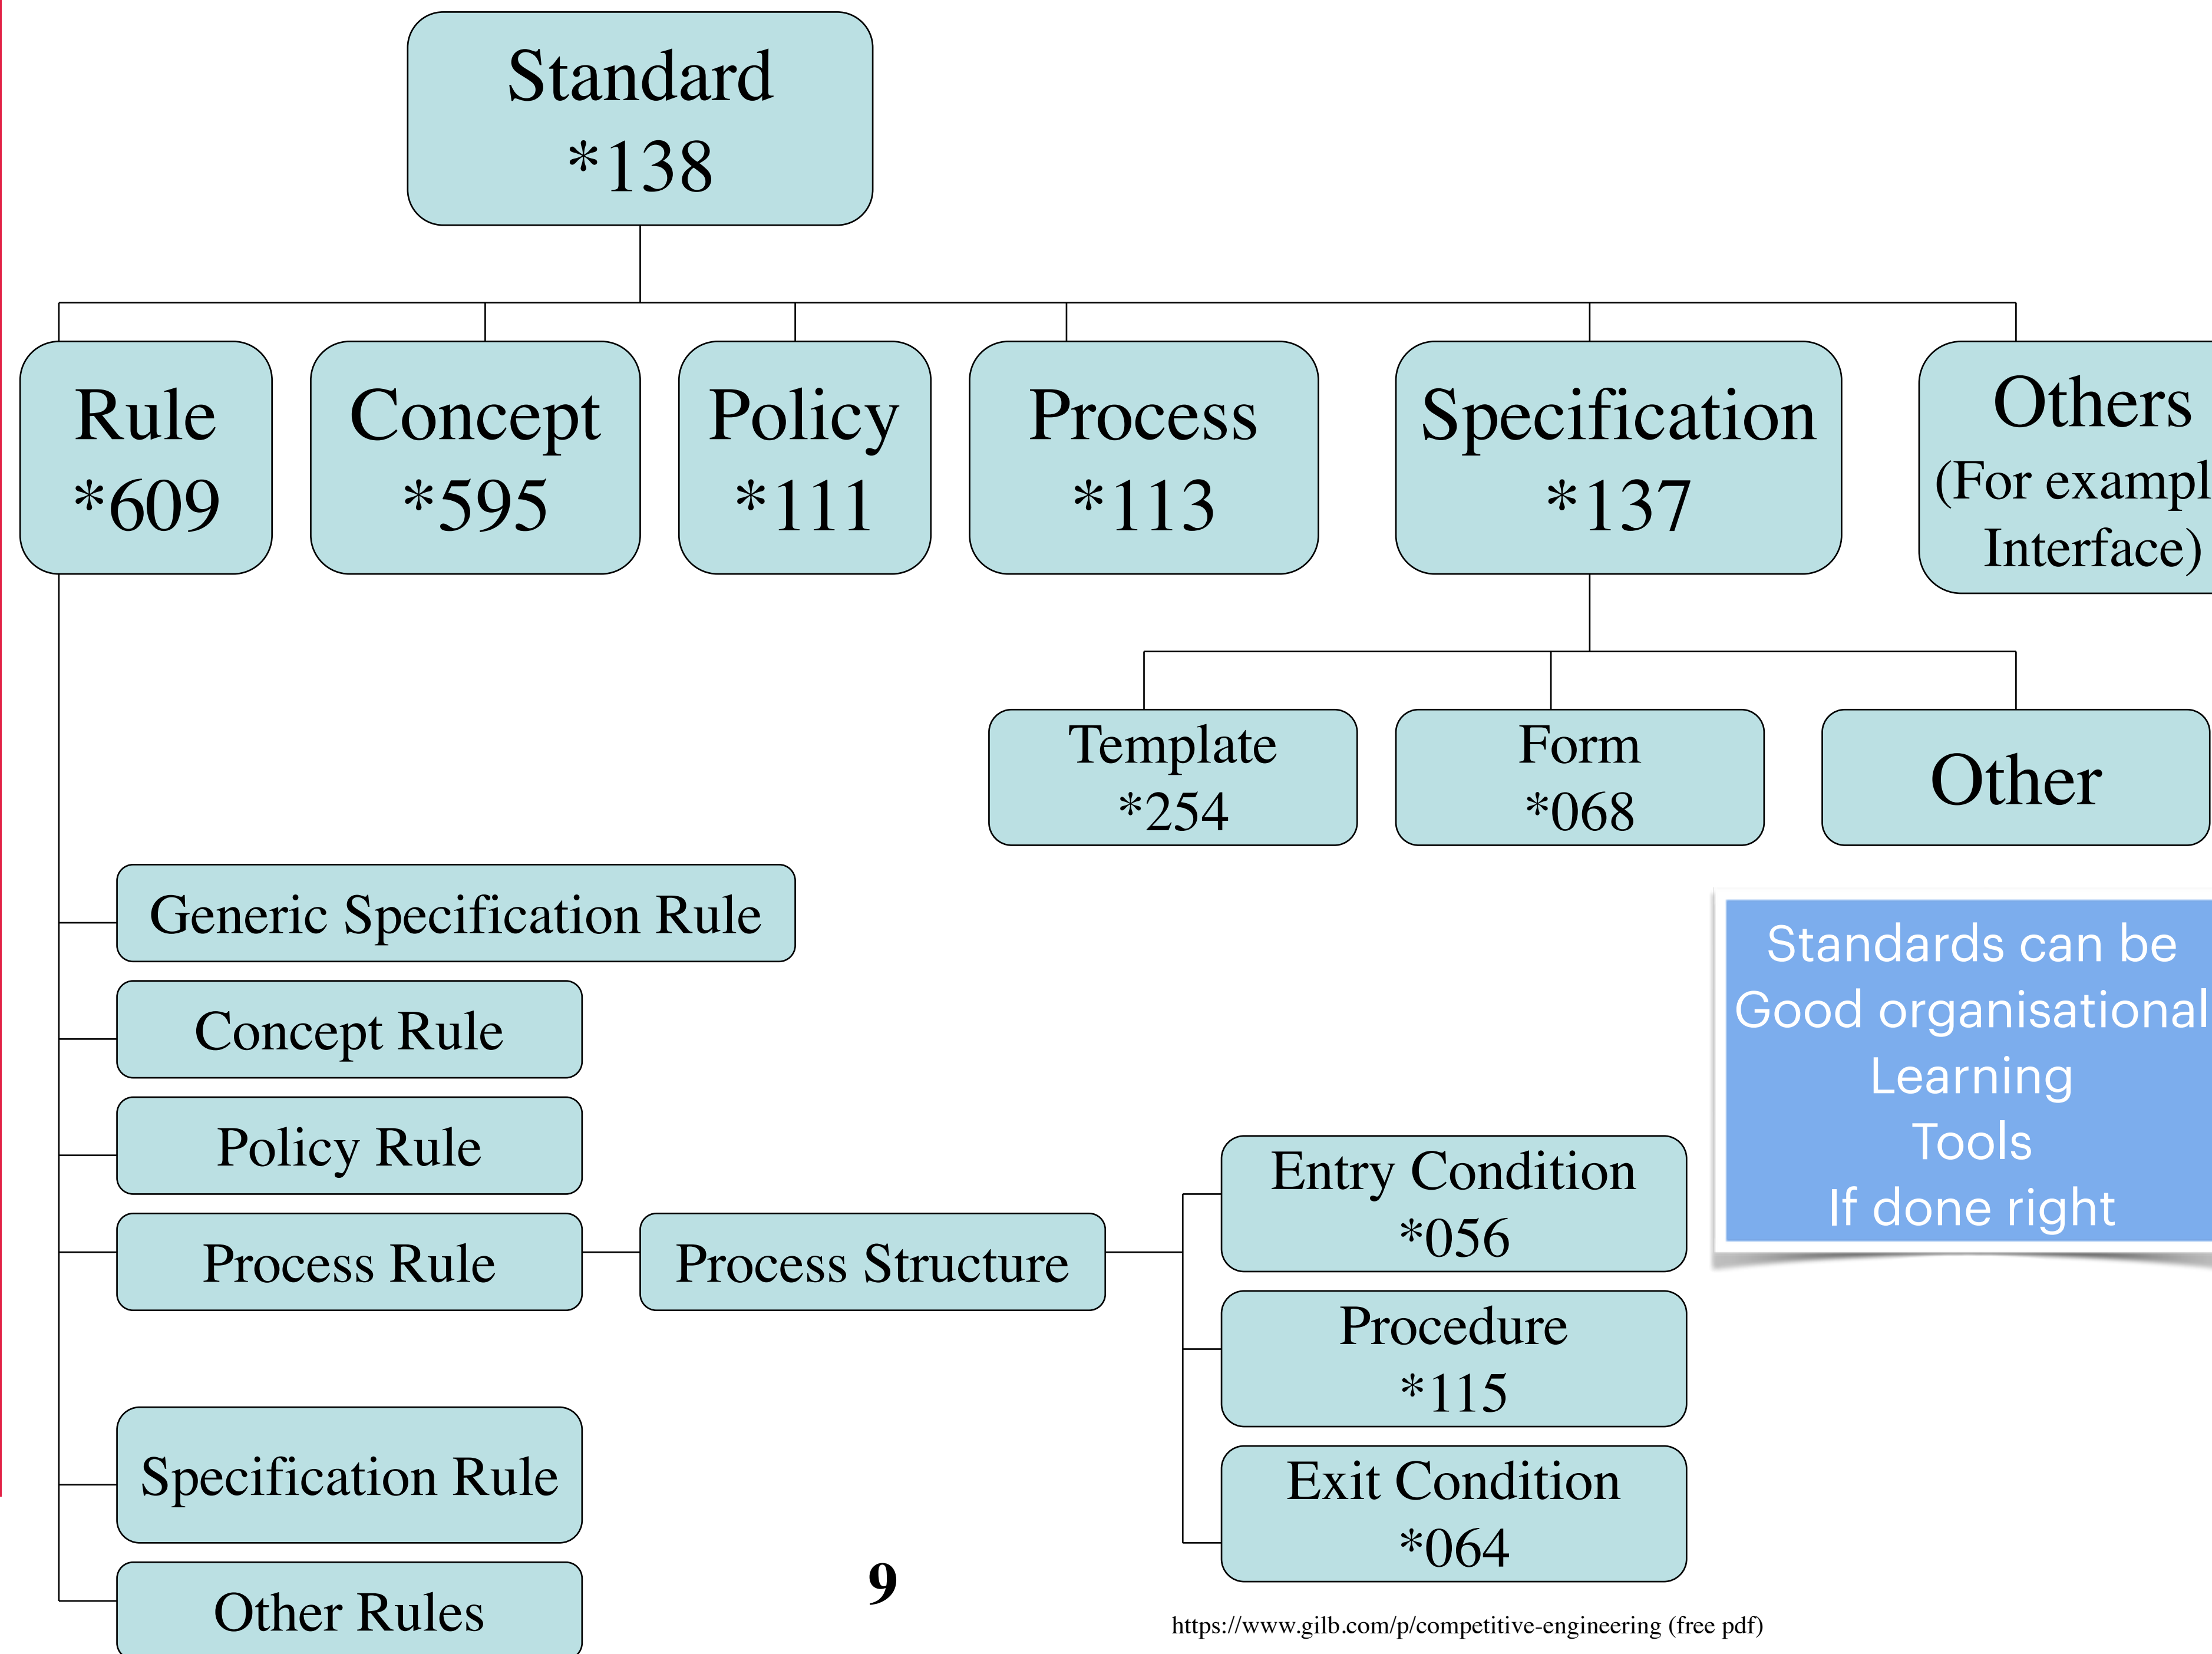 Standard
*138
Rule
*609
Concept
*595
Policy
*111
Process
*113
Specification
*137
Others
(For exampl
Interface)
Template
*254
Form
*068
Other
Generic Specification Rule
Concept Rule
Policy Rule
Process Rule
Process Structure
Entry Condition
*056
Procedure
*115
Exit Condition
*064
Specification Rule
Other Rules
Standards can be
Good organisational
Learning
Tools
If done right
9
https://www.gilb.com/p/competitive-engineering (free pdf)